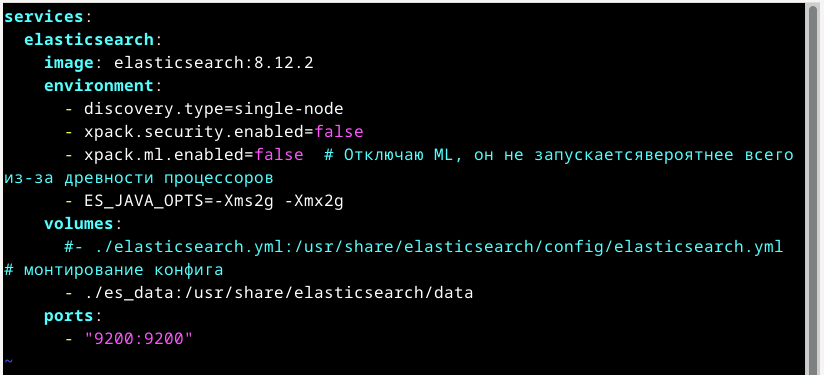 services:
  elasticsearch:
    image: elasticsearch:8.12.2
    environment:
      - discovery.type=single-node
      - xpack.security.enabled=false
      - xpack.ml.enabled=false  # Отключаю ML, он не запускаетсявероятнее всего
из-за древности процессоров
      - ES_JAVA_OPTS=-Xms2g -Xmx2g
    volumes:
      #- ./elasticsearch.yml:/usr/share/elasticsearch/config/elasticsearch.yml
# монтирование конфига
      - ./es_data:/usr/share/elasticsearch/data
    ports:
      - "9200:9200"
~